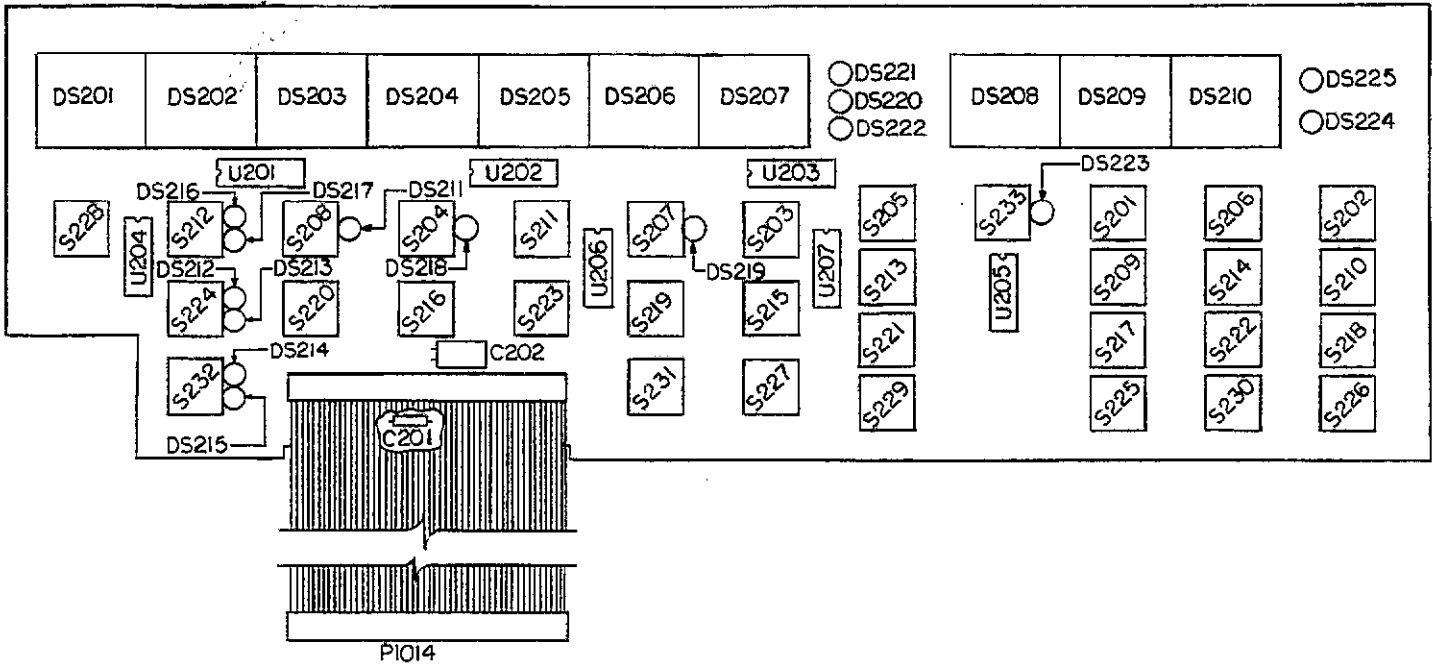 DS201 DS202 DS203 DS204 DS205 DS206 DS207 DS221 DS208 DS209 DS210 DS225
DS220
DS222 DS224
U201 U202 U203 DS223
DS216 DS217 DS211
S228 S212 S208 S204 S211 S207 S203 S205 S233 S201 S206 S202
U204 U206 U207
DS212 DS213 DS218 DS219
S213 U205 S209 S214 S210
S224 S220 S216 S223 S219 S215
S221 S217 S222 S218
DS214 C202
S232 S231 S227 S229 S225 S230 S226
C201
DS215
P1014